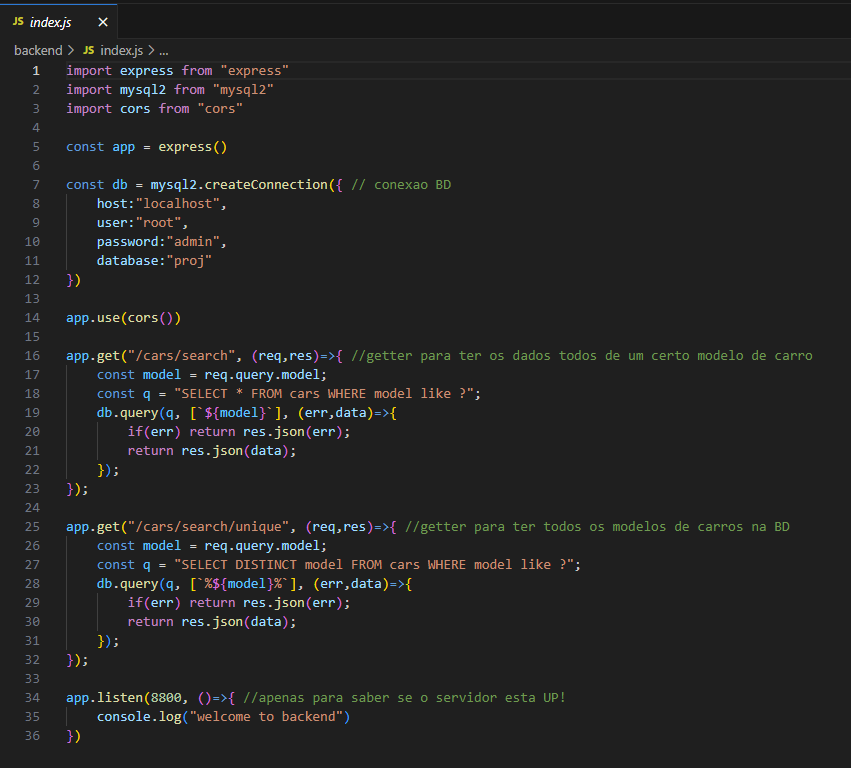 JS index.js ×
backend > JS index.js > ...
1 import express from "express"
2 import mysql2 from "mysql2"
3 import cors from "cors"
4
5 const app = express()
6
7 const db = mysql2.createConnection({ // conexao BD
8     host:"localhost",
9     user:"root",
10     password:"admin",
11     database:"proj"
12 })
13
14 app.use(cors())
15
16 app.get("/cars/search", (req,res)=>{ //getter para ter os dados todos de um certo modelo de carro
17     const model = req.query.model;
18     const q = "SELECT * FROM cars WHERE model like ?";
19     db.query(q, [`${model}`], (err,data)=>{
20         if(err) return res.json(err);
21         return res.json(data);
22     });
23 });
24
25 app.get("/cars/search/unique", (req,res)=>{ //getter para ter todos os modelos de carros na BD
26     const model = req.query.model;
27     const q = "SELECT DISTINCT model FROM cars WHERE model like ?";
28     db.query(q, [`%${model}%`], (err,data)=>{
29         if(err) return res.json(err);
30         return res.json(data);
31     });
32 });
33
34 app.listen(8800, ()=>{ //apenas para saber se o servidor esta UP!
35     console.log("welcome to backend")
36 })